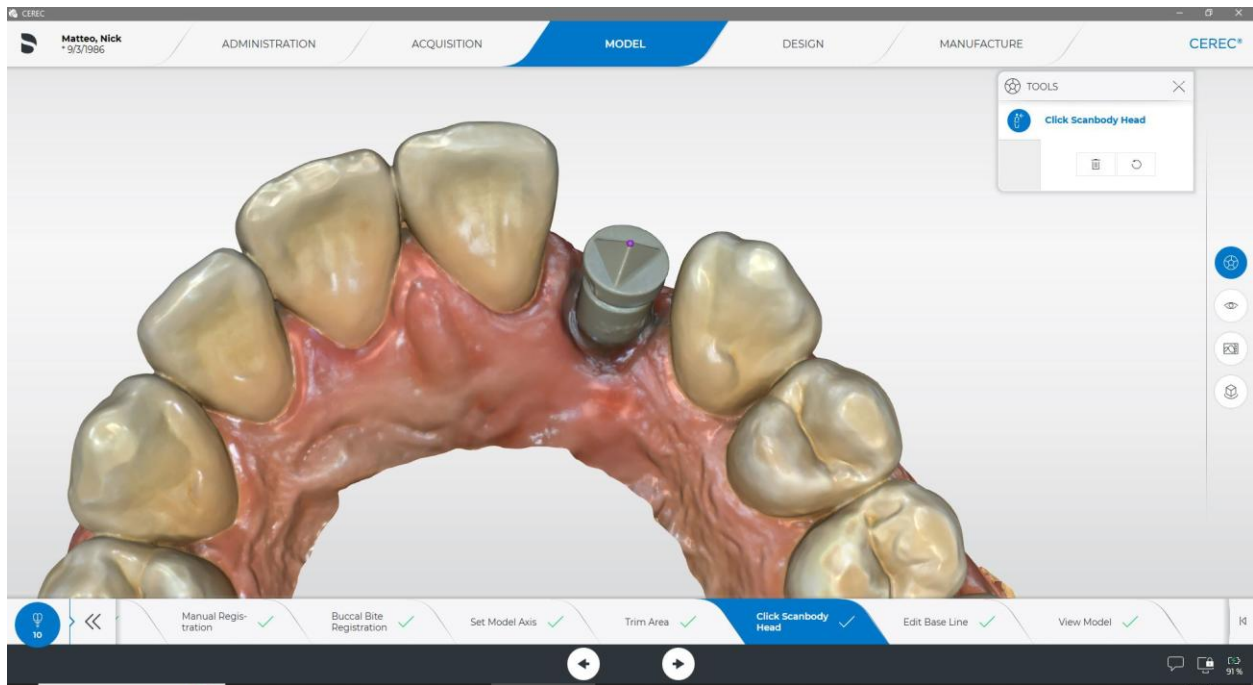 CEREC
Matteo, Nick
* 9/3/1986
ADMINISTRATION
ACQUISITION
MODEL
DESIGN
MANUFACTURE
CEREC®
TOOLS
Click Scanbody Head
10
Manual Regis-
tration
Buccal Bite
Registration
Set Model Axis
Trim Area
Click Scanbody
Head
Edit Base Line
View Model
91 %